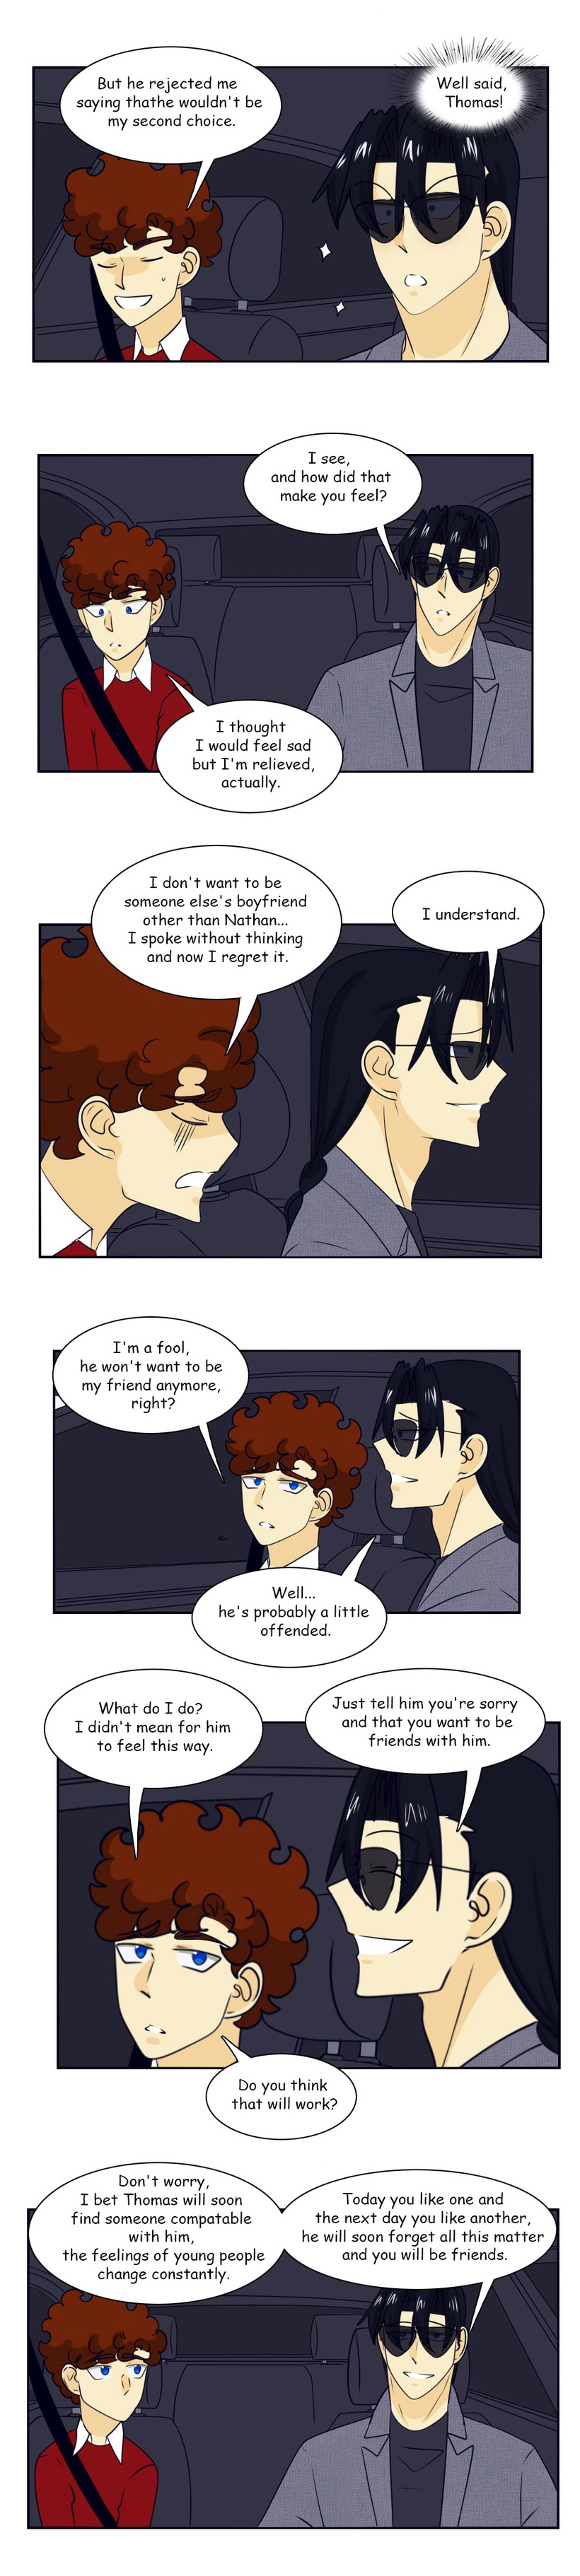 But he rejected me
saying thathe wouldn't be
my second choice.
Well said,
Thomas!
I see,
and how did that
make you feel?
I thought
I would feel sad
but I'm relieved,
actually.
I don't want to be
someone else's boyfriend
other than Nathan...
I spoke without thinking
and now I regret it.
I understand.
I'm a fool,
he won't want to be
my friend anymore,
right?
Well...
he's probably a little
offended.
What do I do?
I didn't mean for him
to feel this way.
Just tell him you're sorry
and that you want to be
friends with him.
Do you think
that will work?
Don't worry,
I bet Thomas will soon
find someone compatable
with him,
the feelings of young people
change constantly.
Today you like one and
the next day you like another,
he will soon forget all this matter
and you will be friends.